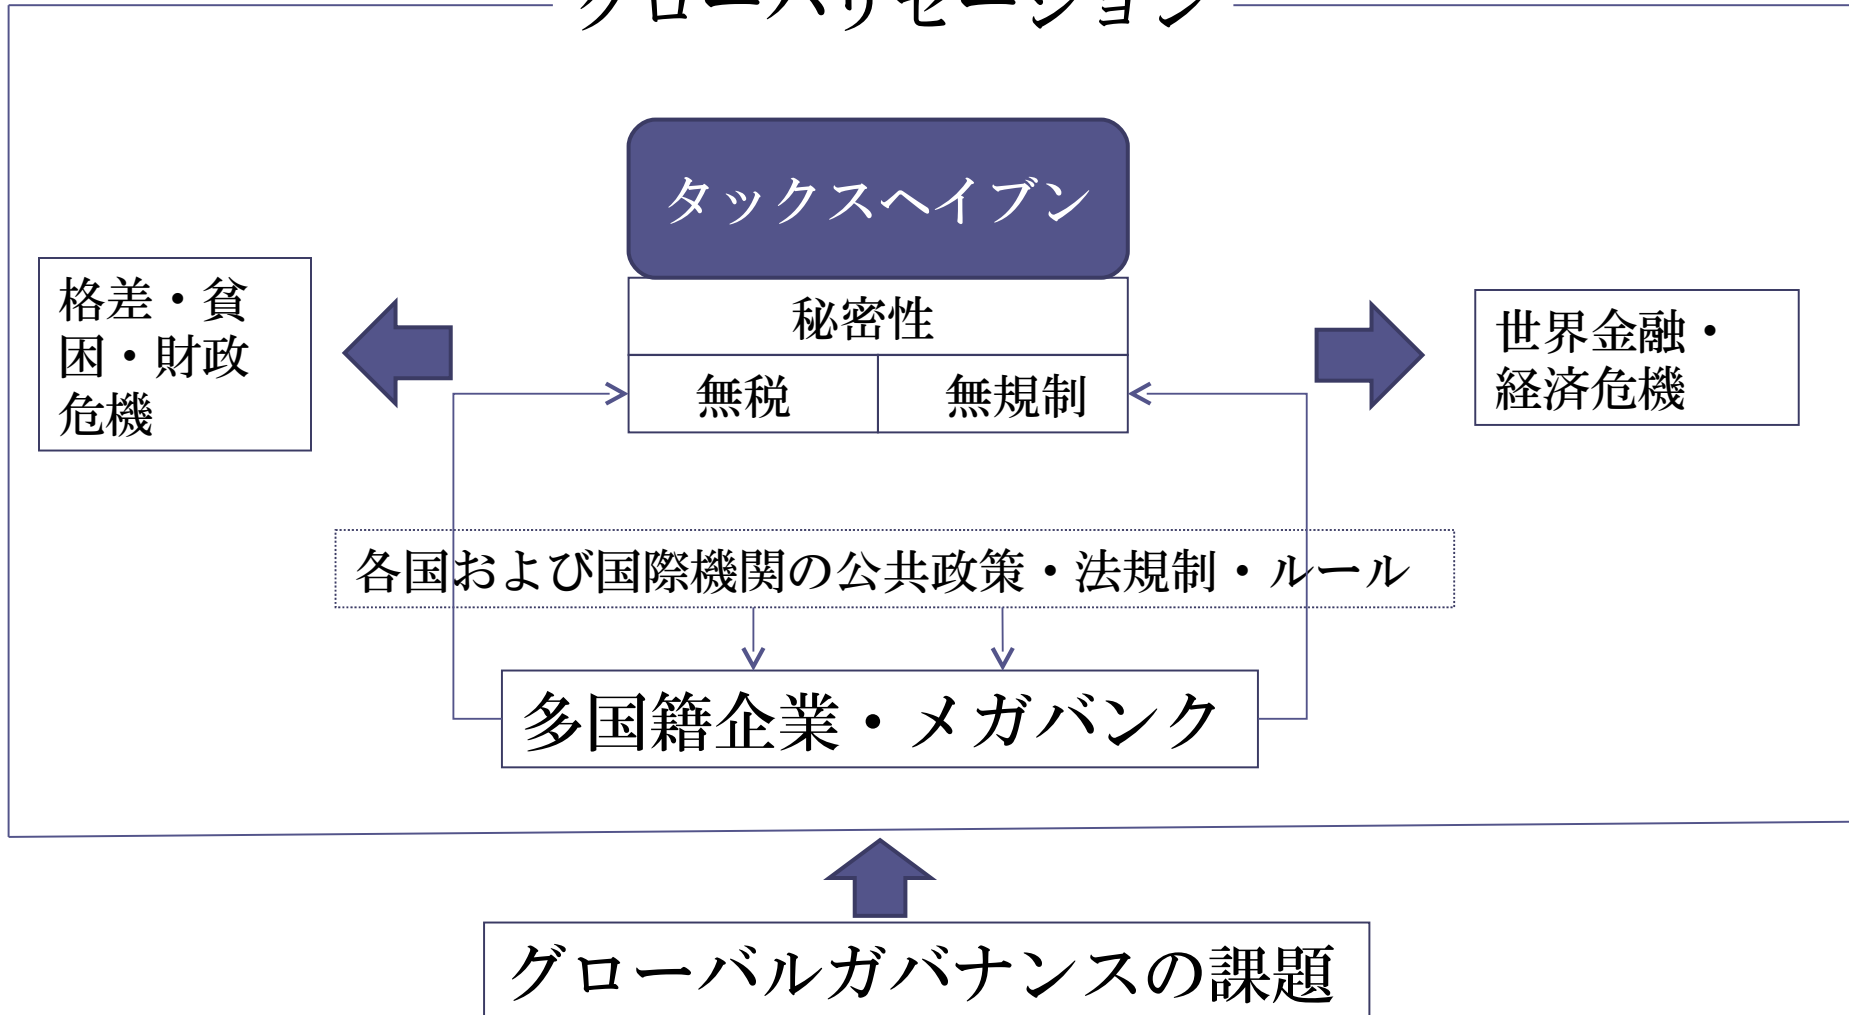 グローバリゼーション
タックスヘイブン
秘密性
無税
無規制
格差・貧
困・財政
危機
世界金融・
経済危機
各国および国際機関の公共政策・法規制・ルール
多国籍企業・メガバンク
グローバルガバナンスの課題